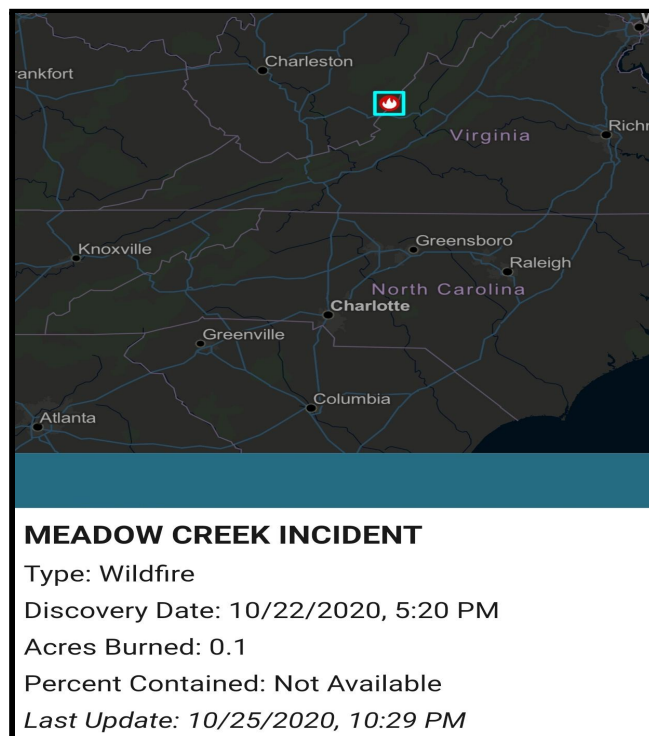 Charleston
ankfort
Virginia
Richr
Knoxville
Greensboro
Raleigh
North Carolina
Charlotte
Greenville
Columbia
Atlanta
MEADOW CREEK INCIDENT
Type: Wildfire
Discovery Date: 10/22/2020, 5:20 PM
Acres Burned: 0.1
Percent Contained: Not Available
Last Update: 10/25/2020, 10:29 PM